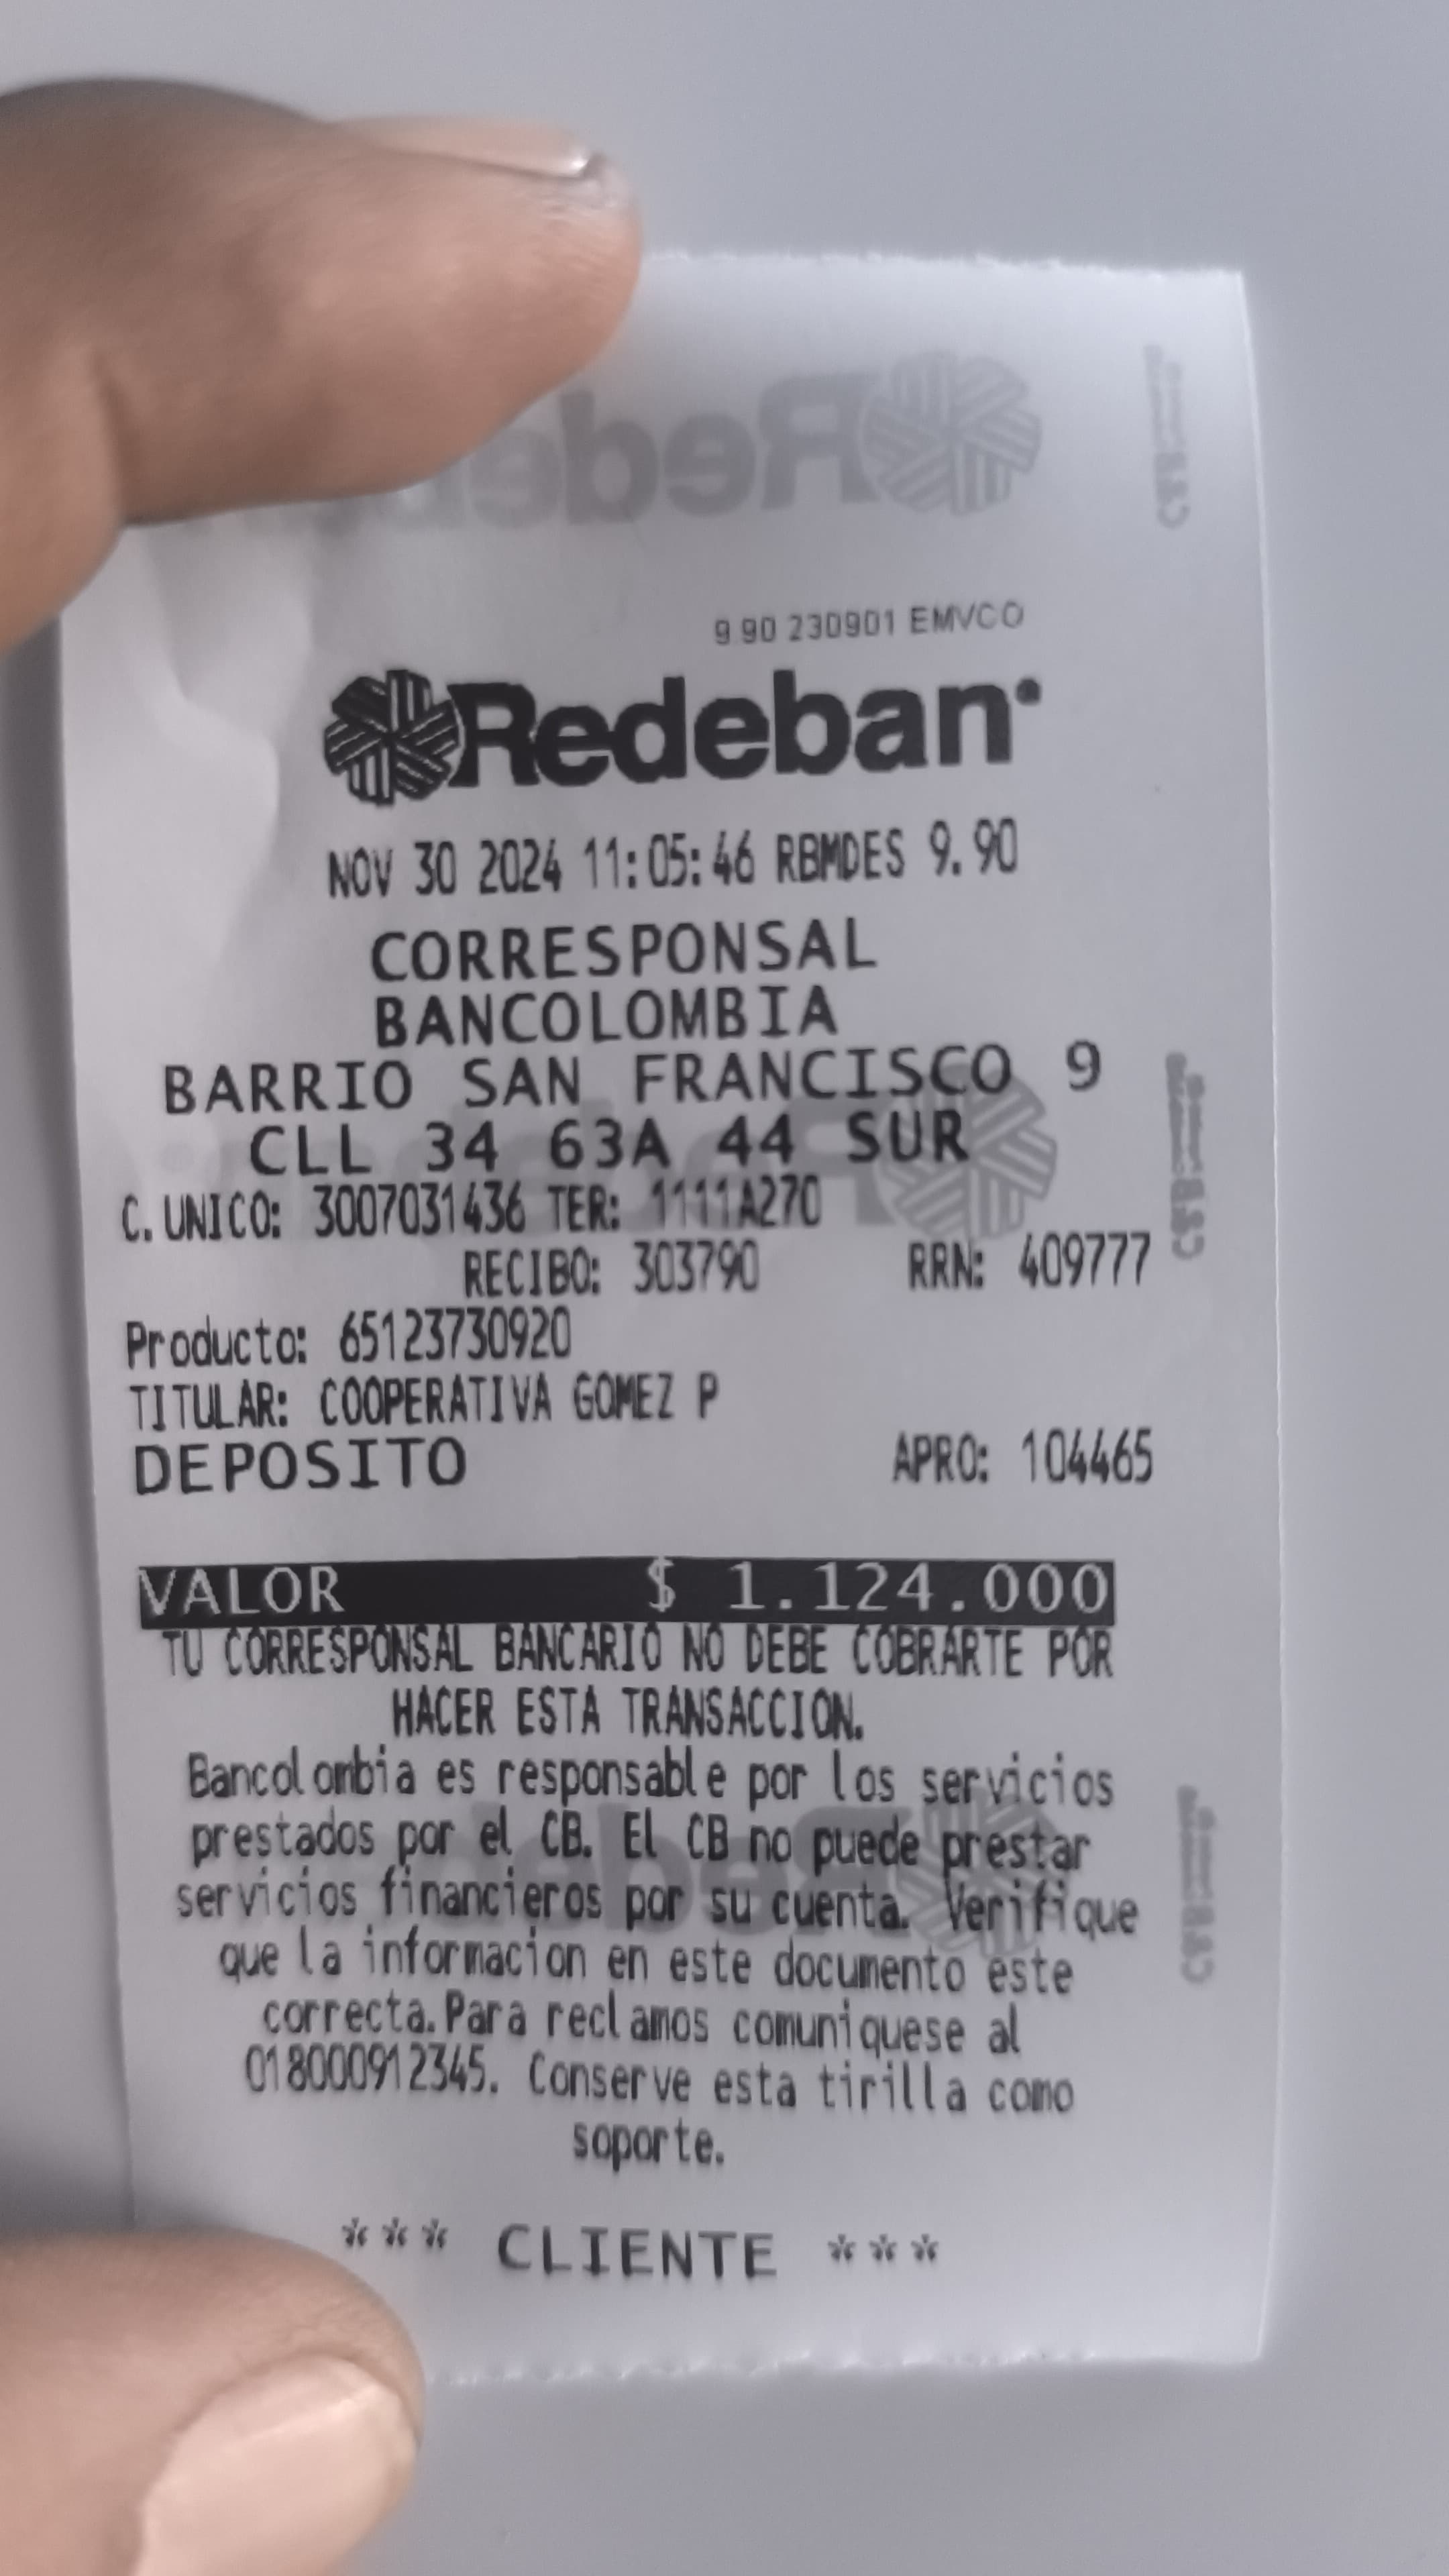 9 90 230901 EMVCO
Redeban
NOV 30 2024 11:05:46 RBMDES 9.90
CORRESPONSAL
BANCOLOMBIA
BARRIO SAN FRANCISCO 9
CLL 34 63A 44 SUR
C.UNICO: 3007031436 TER: 1111A270
RECIBO: 303790 RRN: 409777
Producto: 65123730920
TITULAR: COOPERATIVA GOMEZ P
DEPOSITO APRO: 104465
VALOR $ 1.124.000
TU CORRESPONSAL BANCARIO NO DEBE COBRARTE POR
HACER ESTA TRANSACCION.
Bancolombia es responsable por los servicios
prestados por el CB. El CB no puede prestar
servicios financieros por su cuenta. Verifique
que la informacion en este documento este
correcta.Para reclamos comuniquese al
018000912345. Conserve esta tirilla como
soporte.
*** CLIENTE ***